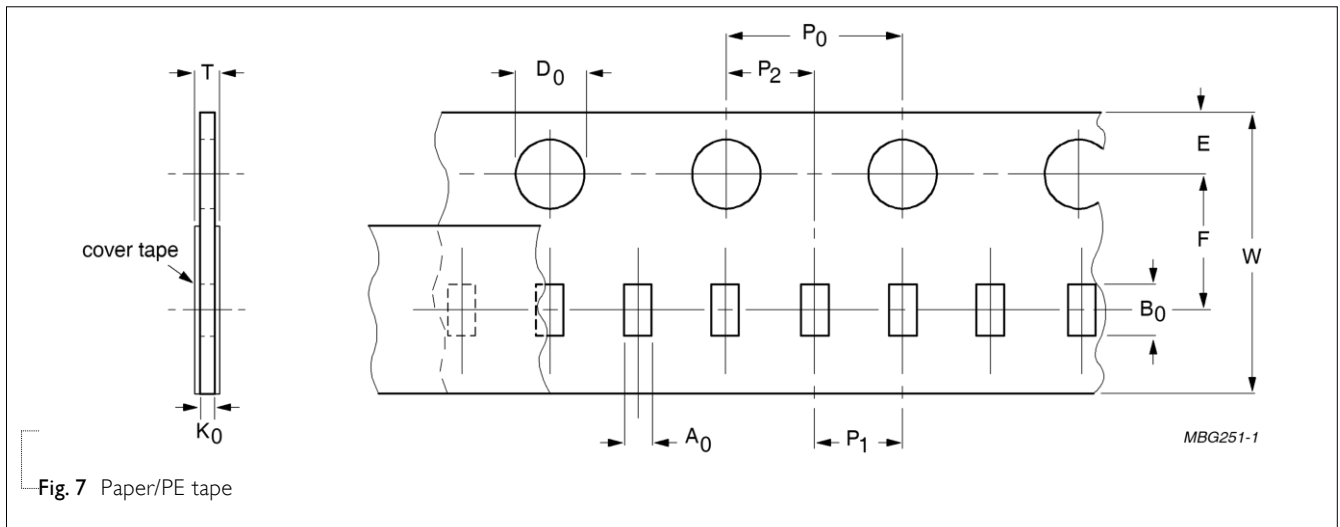 P0
T
D0
P2
E
F
W
cover tape
B0
K0
A0
P1
MBG251-1
Fig. 7 Paper/PE tape